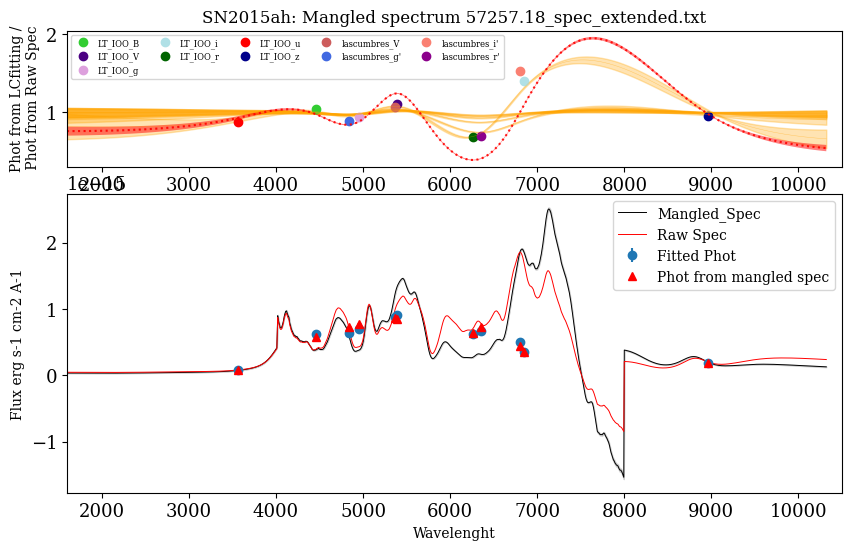 SN2015ah: Mangled spectrum 57257.18_spec_extended.txt
Phot from LCfitting /
Phot from Raw Spec
2
1
LT_IOO_B LT_IOO_i LT_IOO_u lascumbres_V lascumbres_i'
LT_IOO_V LT_IOO_r LT_IOO_z lascumbres_g' lascumbres_r'
LT_IOO_g
2000 3000 4000 5000 6000 7000 8000 9000 10000
1e−15
Flux erg s-1 cm-2 A-1
2
1
0
−1
Mangled_Spec
Raw Spec
Fitted Phot
Phot from mangled spec
2000 3000 4000 5000 6000 7000 8000 9000 10000
Wavelenght